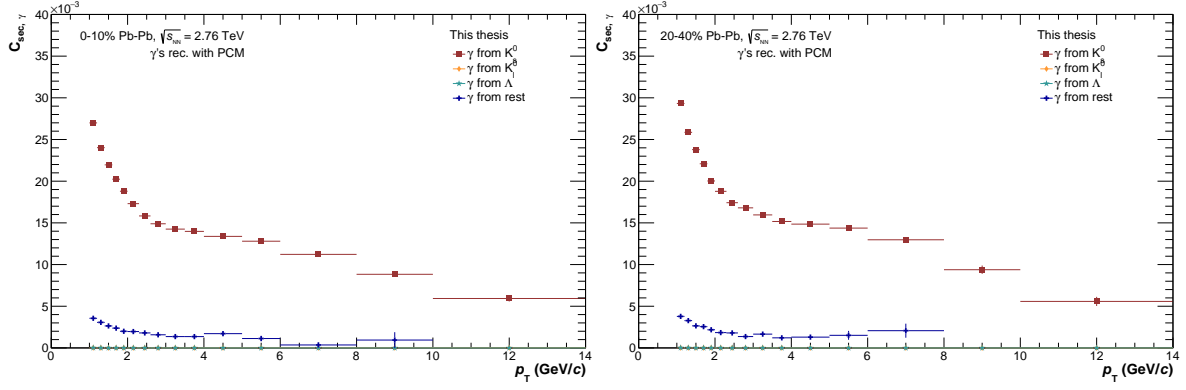 ×10⁻³
40
35
30
25
20
15
10
5
0
C_sec, γ
0-10% Pb-Pb, √s_NN = 2.76 TeV
γ's rec. with PCM
This thesis
γ from K⁰_s
γ from K⁰_l
γ from Λ
γ from rest
0 2 4 6 8 10 12 14
p_T (GeV/c)
×10⁻³
40
35
30
25
20
15
10
5
0
C_sec, γ
20-40% Pb-Pb, √s_NN = 2.76 TeV
γ's rec. with PCM
This thesis
γ from K⁰_s
γ from K⁰_l
γ from Λ
γ from rest
0 2 4 6 8 10 12 14
p_T (GeV/c)